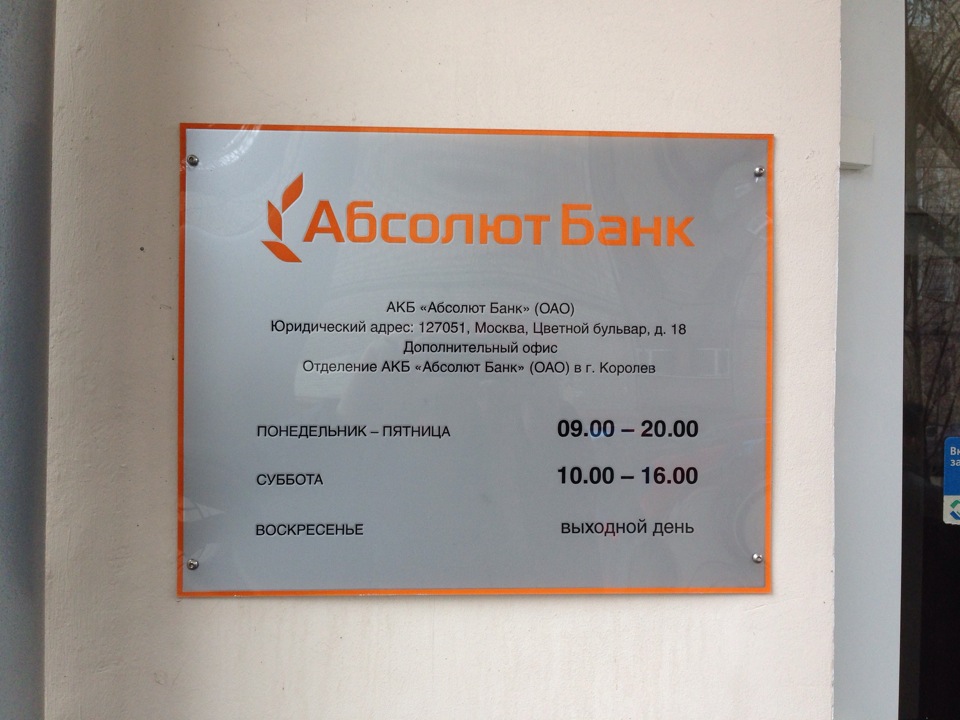 Абсолют Банк
АКБ «Абсолют Банк» (ОАО)
Юридический адрес: 127051, Москва, Цветной бульвар, д. 18
Дополнительный офис
Отделение АКБ «Абсолют Банк» (ОАО) в г. Королев
ПОНЕДЕЛЬНИК – ПЯТНИЦА 09.00 – 20.00
СУББОТА 10.00 – 16.00
ВОСКРЕСЕНЬЕ выходной день